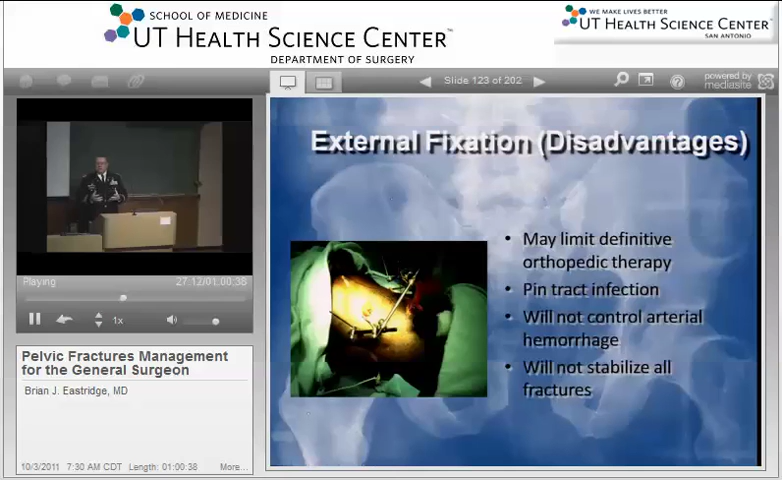 SCHOOL OF MEDICINE
UT HEALTH SCIENCE CENTER™
DEPARTMENT OF SURGERY
WE MAKE LIVES BETTER
UT HEALTH SCIENCE CENTER
SAN ANTONIO
Slide 123 of 202
powered by
mediasite
External Fixation (Disadvantages)
• May limit definitive
orthopedic therapy
• Pin tract infection
• Will not control arterial
hemorrhage
• Will not stabilize all
fractures
Playing
27:12/01:00:38
1x
Pelvic Fractures Management
for the General Surgeon
Brian J. Eastridge, MD
10/3/2011 7:30 AM CDT Length: 01:00:38 More...